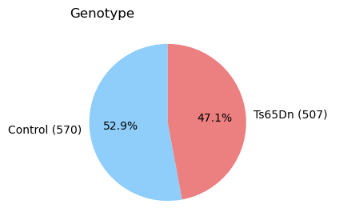 Genotype
Ts65Dn (507)
47.1%
52.9%
Control (570)